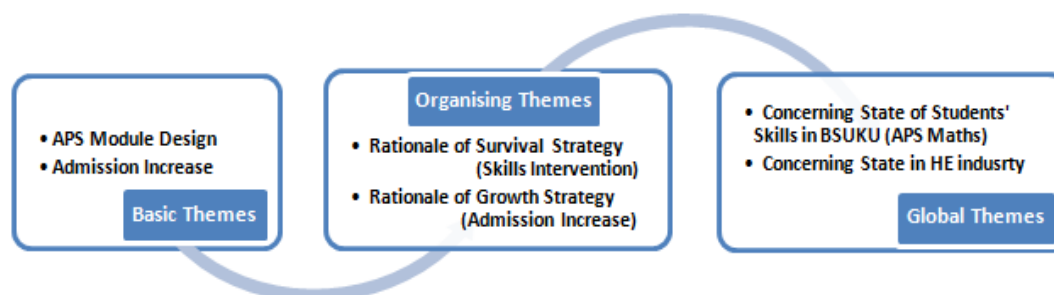 • APS Module Design
• Admission Increase
Basic Themes
Organising Themes
• Rationale of Survival Strategy
(Skills Intervention)
• Rationale of Growth Strategy
(Admission Increase)
• Concerning State of Students'
Skills in BSUKU (APS Maths)
• Concerning State in HE indusrty
Global Themes